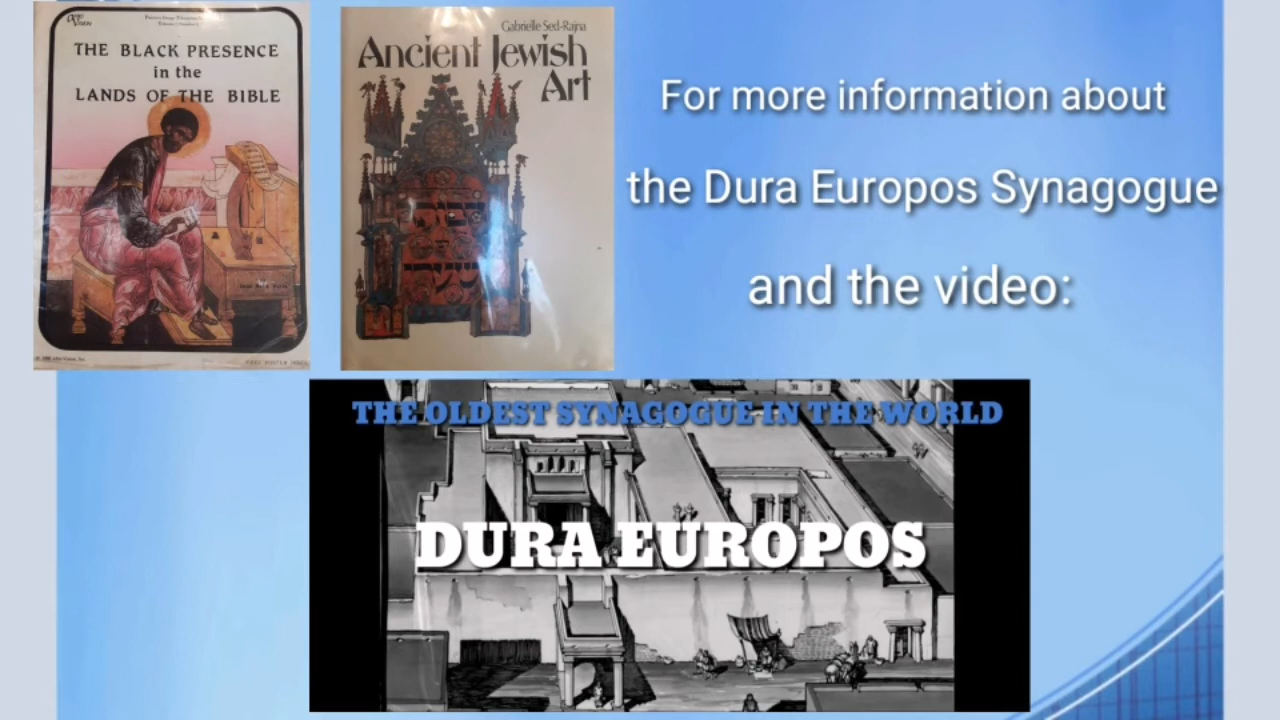 THE BLACK PRESENCE
in the
LANDS OF THE BIBLE
Gabrielle Sed-Rajna
Ancient Jewish
Art
For more information about
the Dura Europos Synagogue
and the video:
THE OLDEST SYNAGOGUE IN THE WORLD
DURA EUROPOS